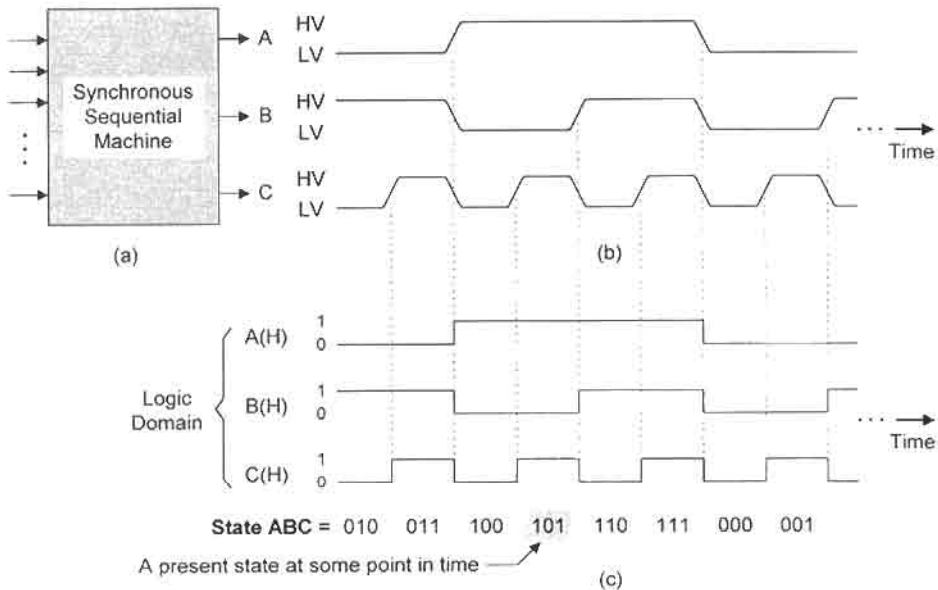 Synchronous
Sequential
Machine
A
B
C
(a)
HV
LV
HV
LV
HV
LV
Time
(b)
Logic
Domain
A(H)
1
0
B(H)
1
0
C(H)
1
0
Time
State ABC = 010 011 100 101 110 111 000 001
A present state at some point in time
(c)